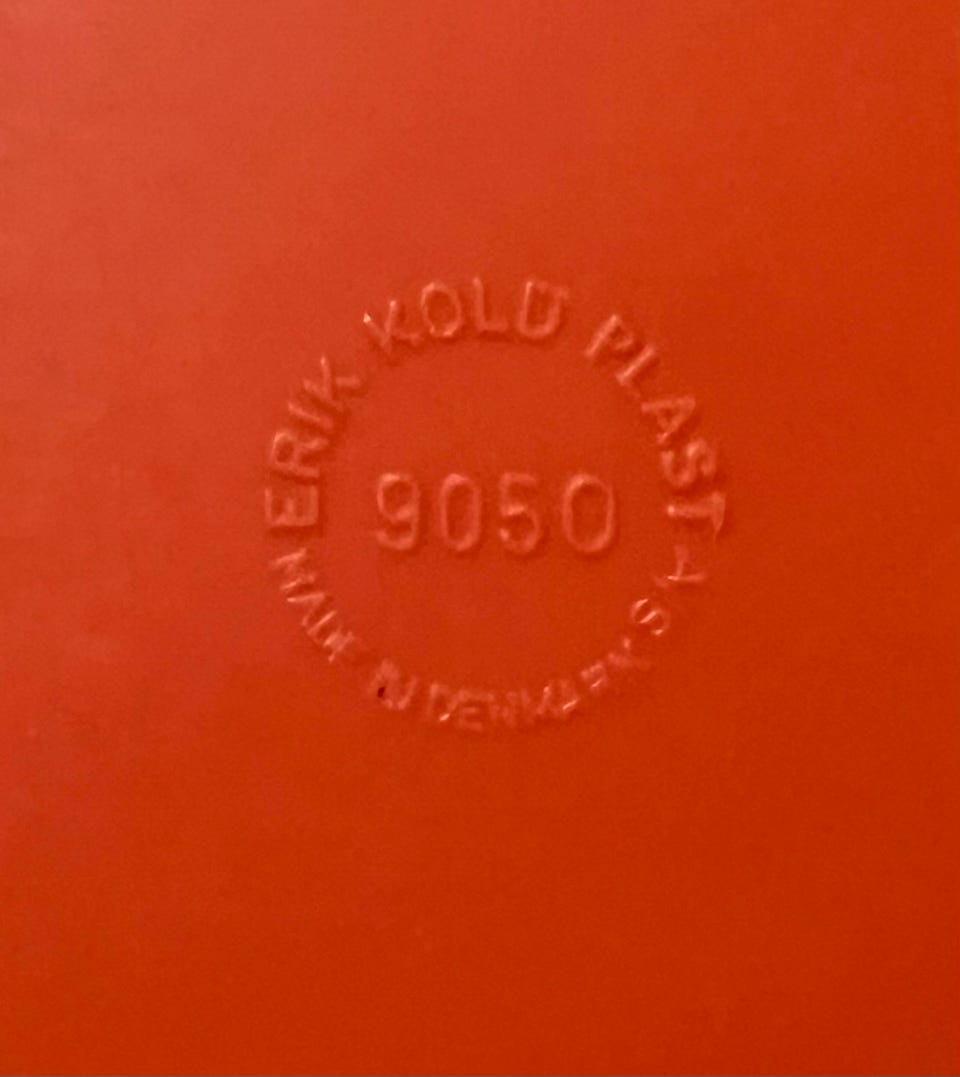 ERIK KOLD PLAST A/S
9050
MADE IN DENMARK